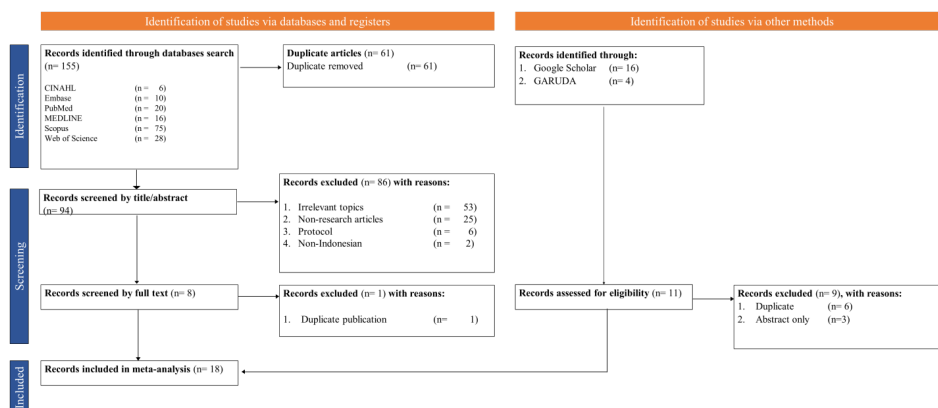 Identification of studies via databases and registers
Identification of studies via other methods
Identification
Records identified through databases search
(n= 155)
CINAHL (n = 6)
Embase (n = 10)
PubMed (n = 20)
MEDLINE (n = 16)
Scopus (n = 75)
Web of Science (n = 28)
Duplicate articles (n= 61)
Duplicate removed (n= 61)
Records identified through:
1. Google Scholar (n= 16)
2. GARUDA (n= 4)
Screening
Records screened by title/abstract
(n= 94)
Records excluded (n= 86) with reasons:
1. Irrelevant topics (n = 53)
2. Non-research articles (n = 25)
3. Protocol (n = 6)
4. Non-Indonesian (n = 2)
Records screened by full text (n= 8)
Records excluded (n= 1) with reasons:
1. Duplicate publication (n= 1)
Records assessed for eligibility (n= 11)
Records excluded (n= 9), with reasons:
1. Duplicate (n= 6)
2. Abstract only (n=3)
Included
Records included in meta-analysis (n= 18)